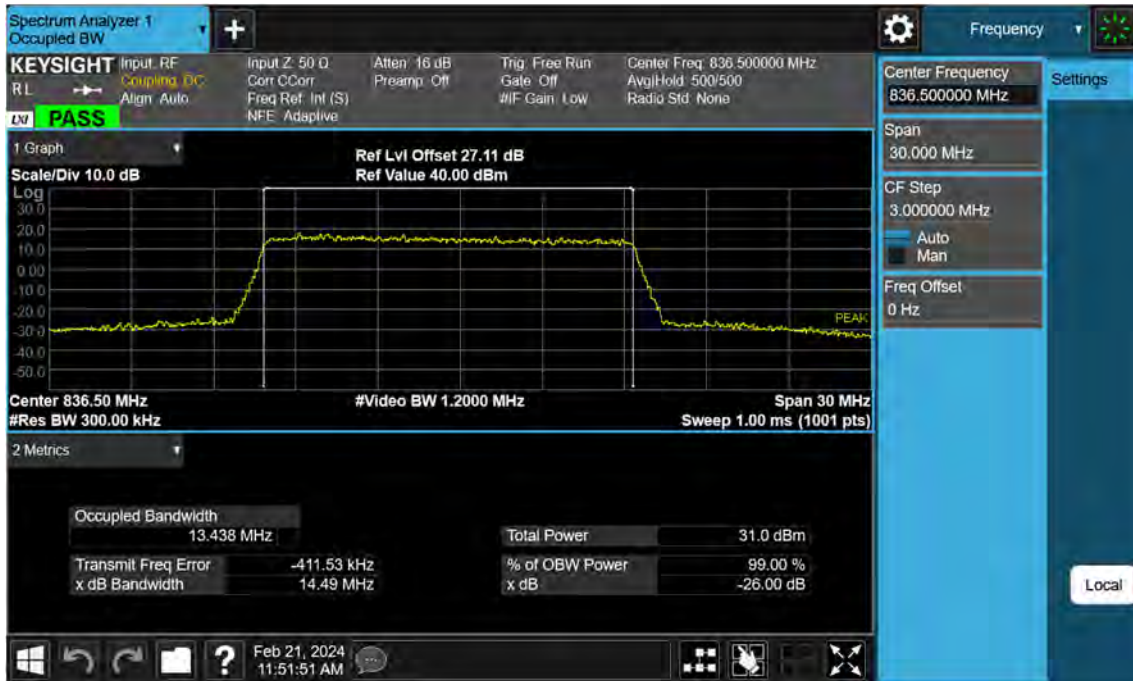 Spectrum Analyzer 1
Occupied BW
+
Frequency
KEYSIGHT
RL
LXI
PASS
Input: RF
Coupling: DC
Align: Auto
Input Z: 50 Ω
Corr CCorr
Freq Ref: Int (S)
NFE: Adaptive
Atten: 16 dB
Preamp: Off
Trig: Free Run
Gate: Off
#IF Gain: Low
Center Freq: 836.500000 MHz
Avg|Hold: 500/500
Radio Std: None
Center Frequency
836.500000 MHz
Settings
Span
30.000 MHz
CF Step
3.000000 MHz
Auto
Man
Freq Offset
0 Hz
Local
1 Graph
Scale/Div 10.0 dB
Ref Lvl Offset 27.11 dB
Ref Value 40.00 dBm
Log
30.0
20.0
10.0
0.00
-10.0
-20.0
-30.0
-40.0
-50.0
PEAK
Center 836.50 MHz
#Video BW 1.2000 MHz
Span 30 MHz
#Res BW 300.00 kHz
Sweep 1.00 ms (1001 pts)
2 Metrics
Occupied Bandwidth
13.438 MHz
Total Power 31.0 dBm
Transmit Freq Error -411.53 kHz
% of OBW Power 99.00 %
x dB Bandwidth 14.49 MHz
x dB -26.00 dB
?
Feb 21, 2024
11:51:51 AM